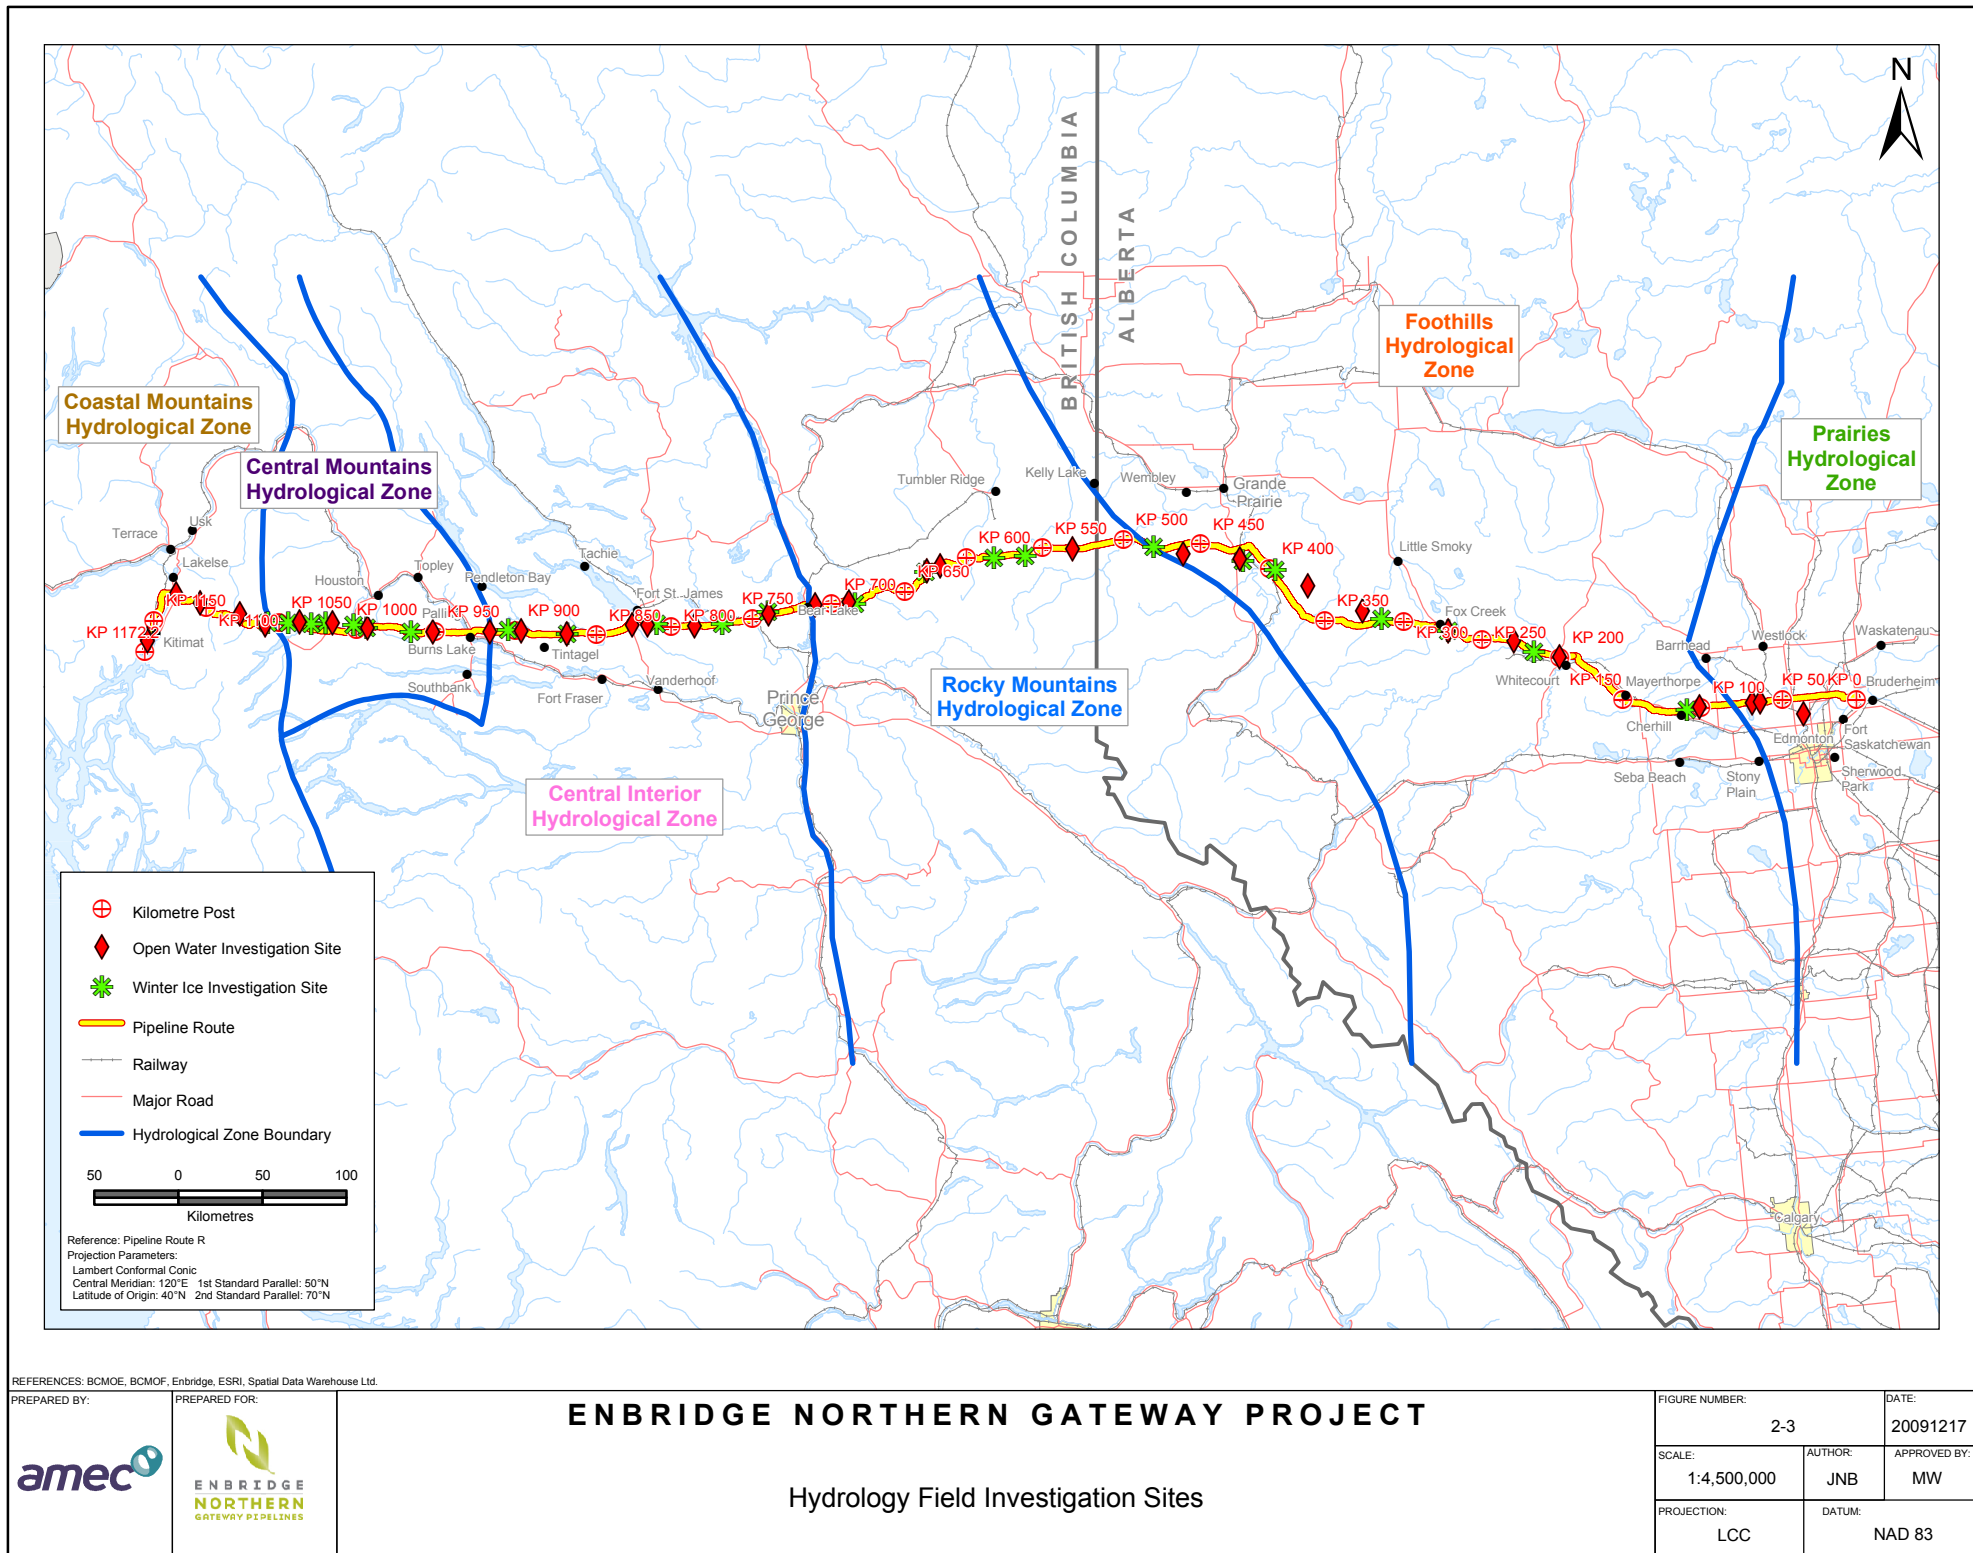 N
BRITISH COLUMBIA
ALBERTA
Foothills
Hydrological
Zone
Coastal Mountains
Hydrological Zone
Prairies
Hydrological
Zone
Central Mountains
Hydrological Zone
Rocky Mountains
Hydrological Zone
Central Interior
Hydrological Zone
Terrace
Usk
Lakelse
Kitimat
Houston
Topley
Palling
Pendleton Bay
Burns Lake
Southbank
Tachie
Tintagel
Fort Fraser
Fort St. James
Vanderhoof
Prince
George
Bear Lake
Tumbler Ridge
Kelly Lake
Wembley
Grande
Prairie
Little Smoky
Fox Creek
Whitecourt
Mayerthorpe
Cherhill
Barrhead
Westlock
Waskatenau
Bruderheim
Fort
Saskatchewan
Edmonton
Sherwood
Park
Stony
Plain
Seba Beach
Calgary
KP 1172.2
KP 1150
KP 1100
KP 1050
KP 1000
KP 950
KP 900
KP 850
KP 800
KP 750
KP 700
KP 650
KP 600
KP 550
KP 500
KP 450
KP 400
KP 350
KP 300
KP 250
KP 200
KP 150
KP 100
KP 50
KP 0
Kilometre Post
Open Water Investigation Site
Winter Ice Investigation Site
Pipeline Route
Railway
Major Road
Hydrological Zone Boundary
50 0 50 100
Kilometres
Reference: Pipeline Route R
Projection Parameters:
Lambert Conformal Conic
Central Meridian: 120°E 1st Standard Parallel: 50°N
Latitude of Origin: 40°N 2nd Standard Parallel: 70°N
REFERENCES: BCMOE, BCMOF, Enbridge, ESRI, Spatial Data Warehouse Ltd.
PREPARED BY:
amec
PREPARED FOR:
ENBRIDGE
NORTHERN
GATEWAY PIPELINES
ENBRIDGE NORTHERN GATEWAY PROJECT
Hydrology Field Investigation Sites
FIGURE NUMBER:
2-3
DATE:
20091217
SCALE:
1:4,500,000
AUTHOR:
JNB
APPROVED BY:
MW
PROJECTION:
LCC
DATUM:
NAD 83